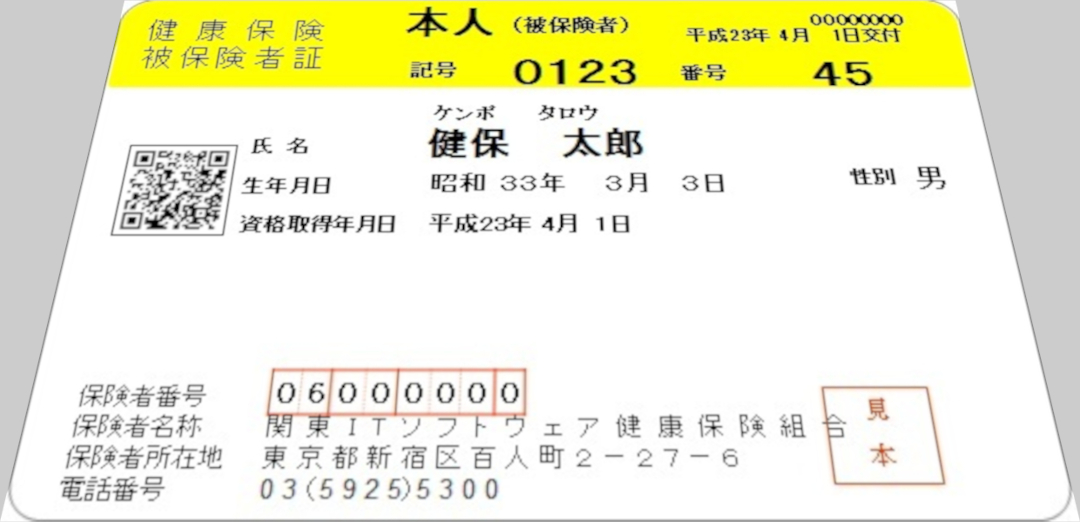 健康保険 本人(被保険者) 00000000
被保険者証 平成23年 4月 1日交付
記号 0123 番号 45
ケンポ タロウ
氏名 健保 太郎
生年月日 昭和 33年 3月 3日 性別 男
資格取得年月日 平成23年 4月 1日
保険者番号 06000000
保険者名称 関東ITソフトウェア健康保険組合
保険者所在地 東京都新宿区百人町2-27-6
電話番号 03(5925)5300
見本